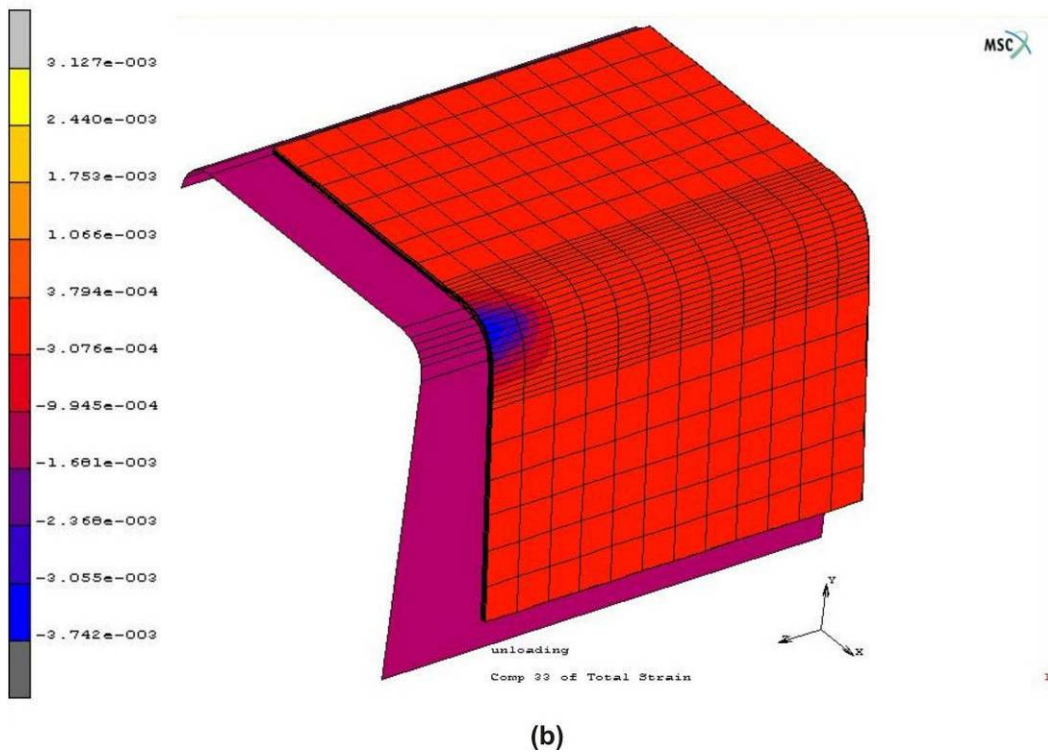 MSC
3.127e-003
2.440e-003
1.753e-003
1.066e-003
3.794e-004
-3.076e-004
-9.945e-004
-1.681e-003
-2.368e-003
-3.055e-003
-3.742e-003
Y
Z
X
unloading
Comp 33 of Total Strain
1
(b)